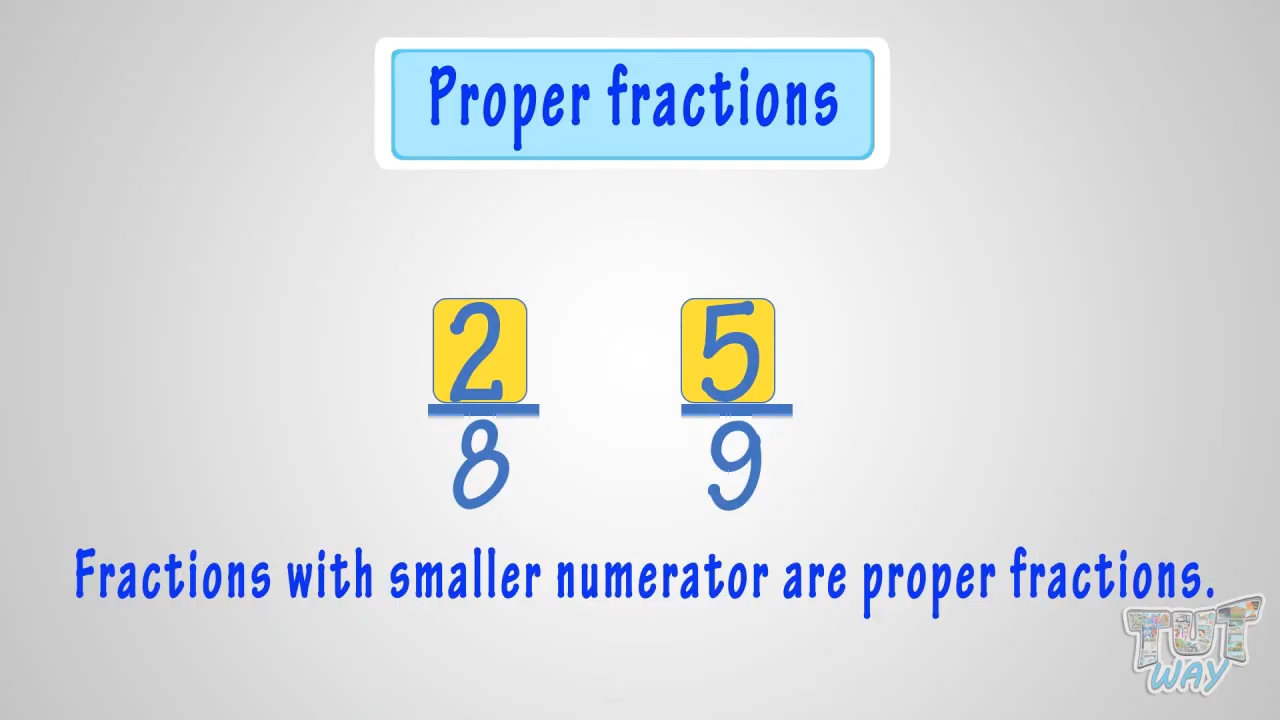 Proper fractions
2 5
8 9
Fractions with smaller numerator are proper fractions.
TUT
WAY